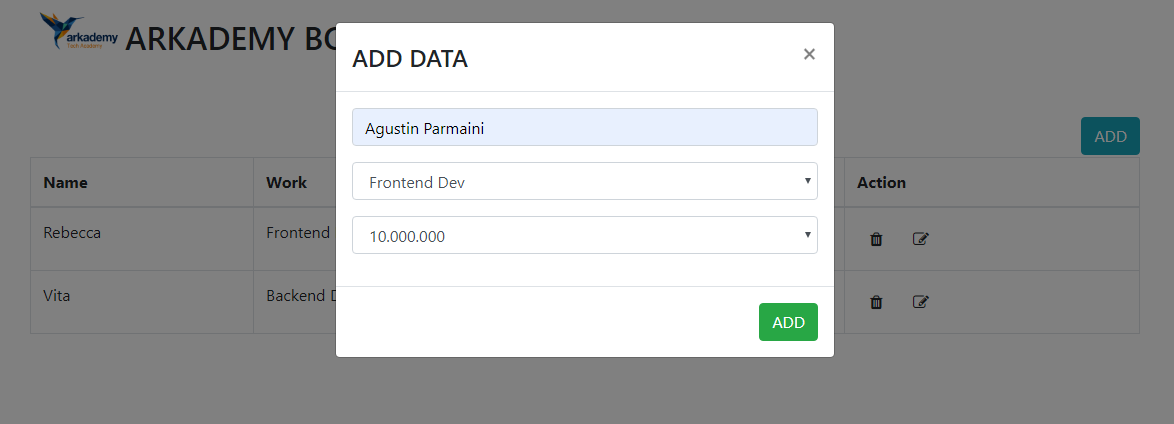 arkademy
Tech Academy
ARKADEMY BO
ADD DATA
×
Agustin Parmaini
ADD
Frontend Dev
Name
Work
Action
10.000.000
Rebecca
Frontend
Vita
Backend D
ADD